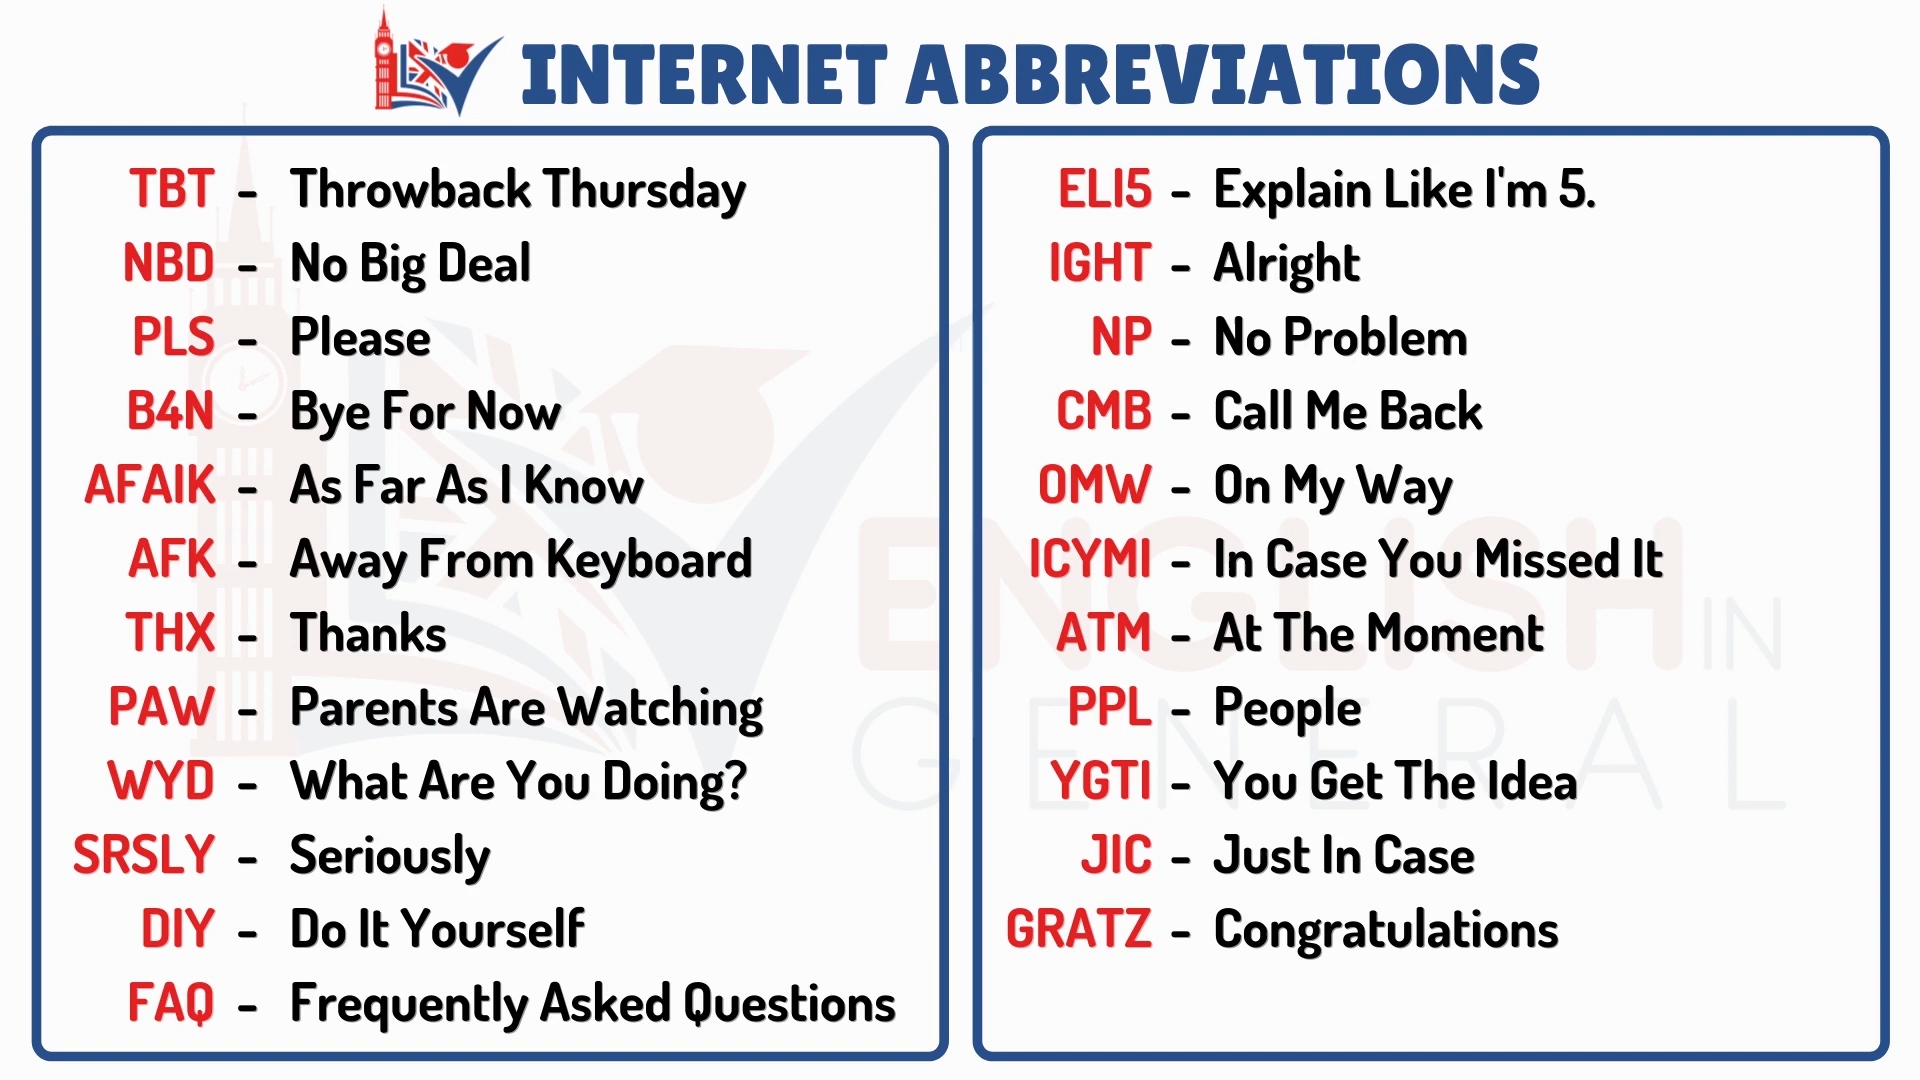 INTERNET ABBREVIATIONS
TBT - Throwback Thursday
NBD - No Big Deal
PLS - Please
B4N - Bye For Now
AFAIK - As Far As I Know
AFK - Away From Keyboard
THX - Thanks
PAW - Parents Are Watching
WYD - What Are You Doing?
SRSLY - Seriously
DIY - Do It Yourself
FAQ - Frequently Asked Questions
ELI5 - Explain Like I'm 5.
IGHT - Alright
NP - No Problem
CMB - Call Me Back
OMW - On My Way
ICYMI - In Case You Missed It
ATM - At The Moment
PPL - People
YGTI - You Get The Idea
JIC - Just In Case
GRATZ - Congratulations
ENGLISH IN
GENERAL